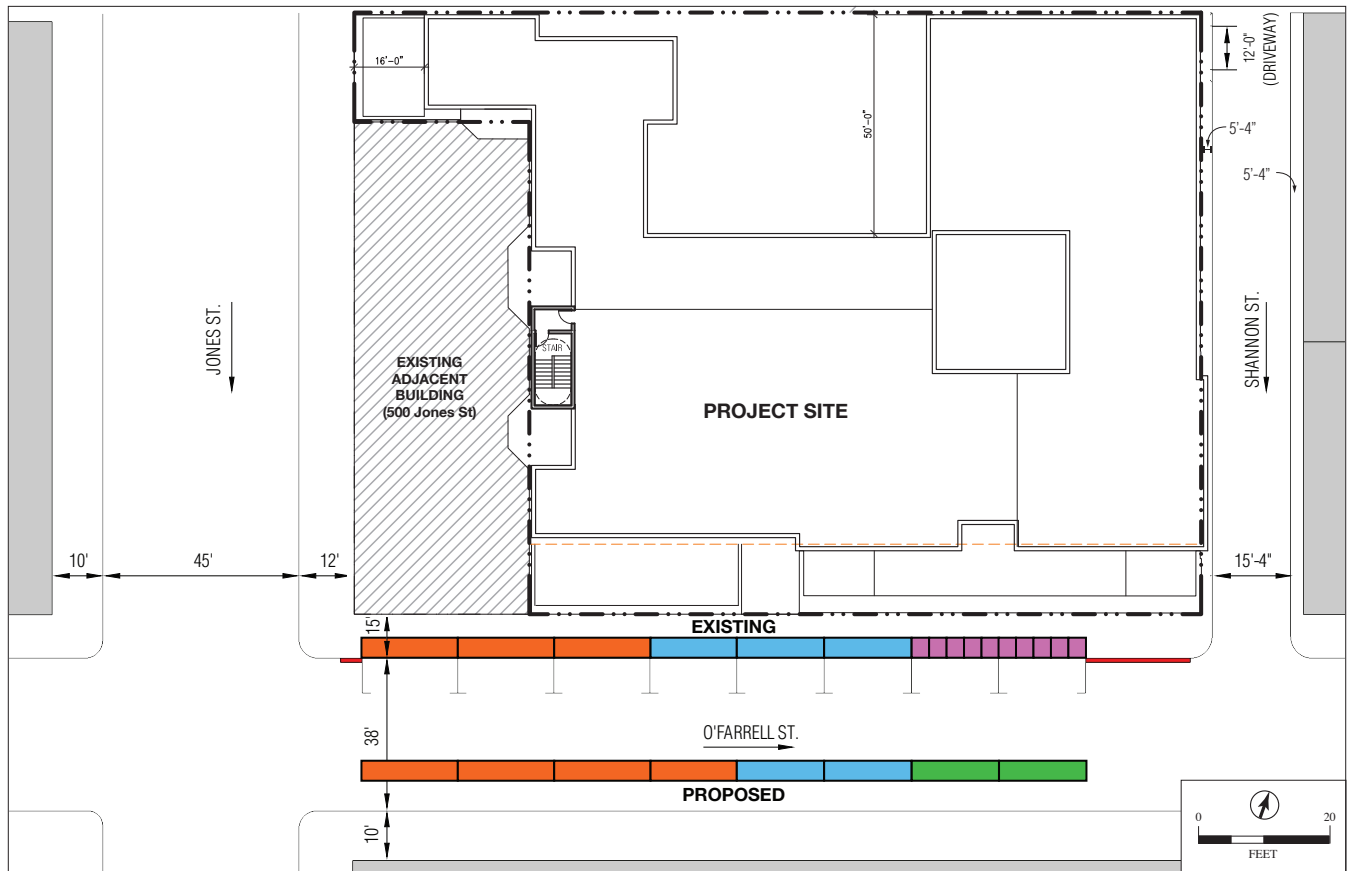 12'-0"
(DRIVEWAY)
16'-0"
50'-0"
5'-4"
5'-4"
JONES ST.
SHANNON ST.
STAIR
EXISTING
ADJACENT
BUILDING
(500 Jones St)
PROJECT SITE
10'
45'
12'
15'-4"
15'
EXISTING
38'
O'FARRELL ST.
PROPOSED
10'
0
20
FEET